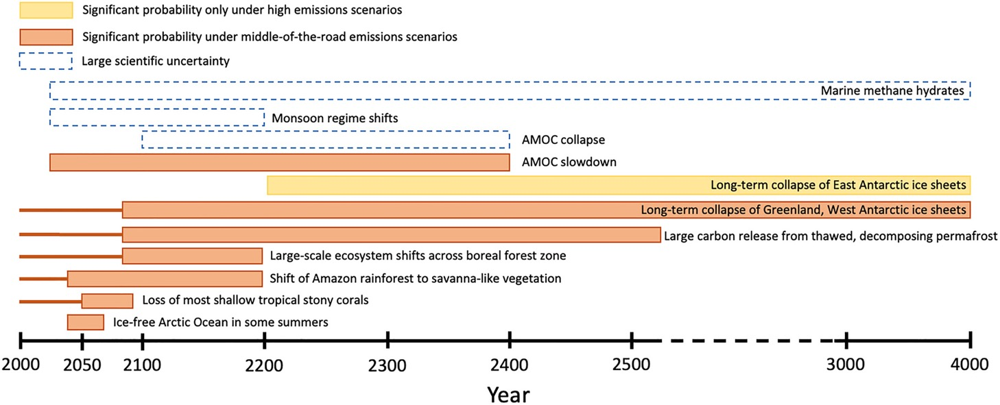 Significant probability only under high emissions scenarios
Significant probability under middle-of-the-road emissions scenarios
Large scientific uncertainty
Marine methane hydrates
Monsoon regime shifts
AMOC collapse
AMOC slowdown
Long-term collapse of East Antarctic ice sheets
Long-term collapse of Greenland, West Antarctic ice sheets
Large carbon release from thawed, decomposing permafrost
Large-scale ecosystem shifts across boreal forest zone
Shift of Amazon rainforest to savanna-like vegetation
Loss of most shallow tropical stony corals
Ice-free Arctic Ocean in some summers
2000 2050 2100 2200 2300 2400 2500 3000 4000
Year